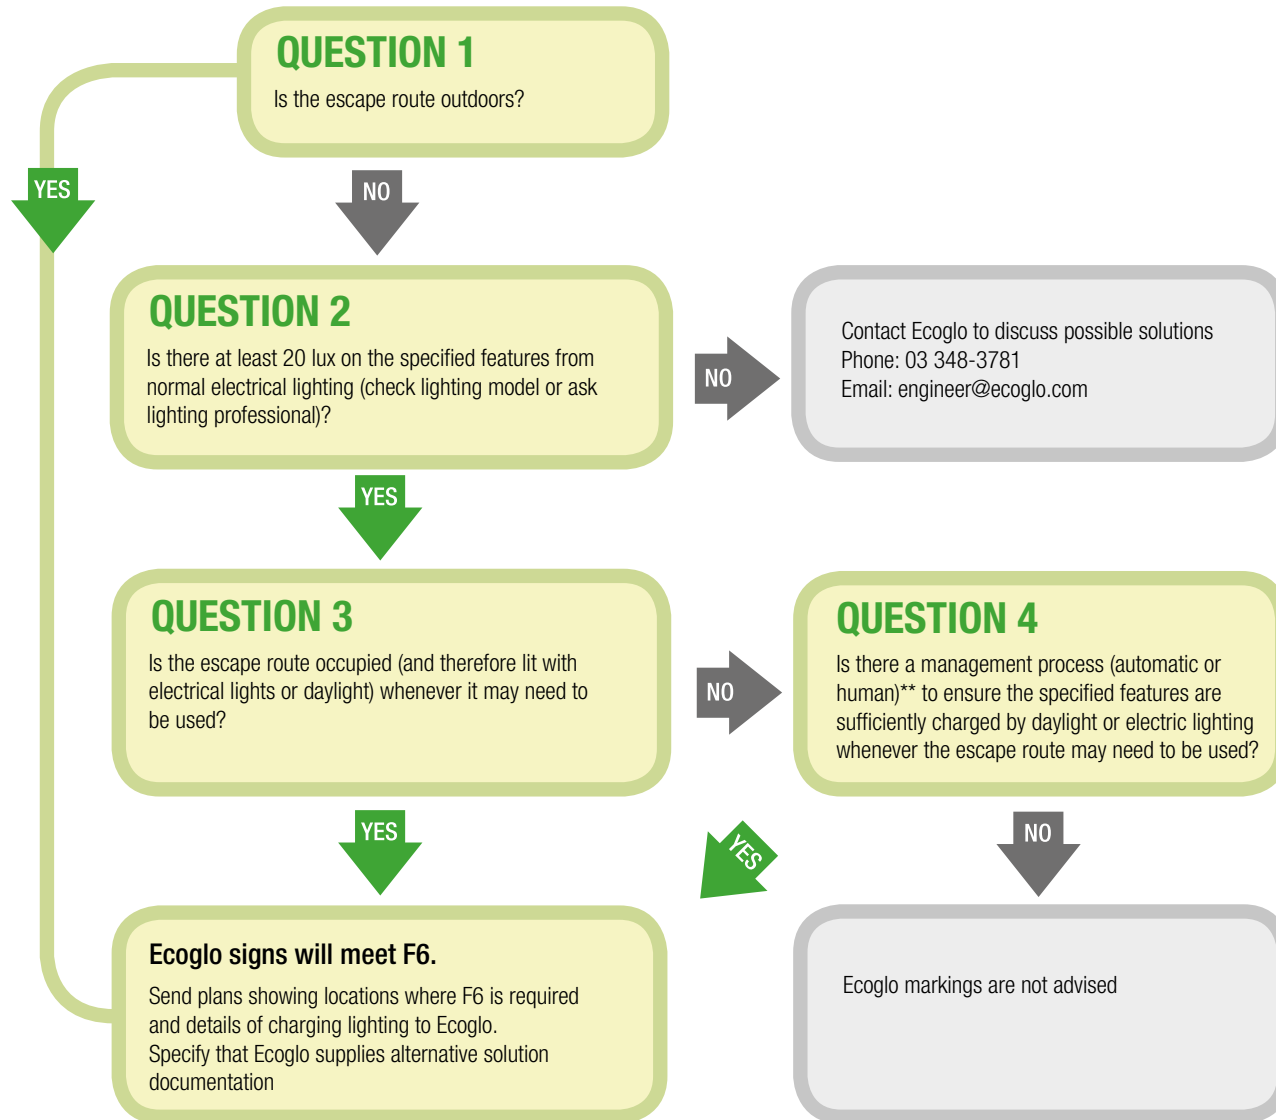 QUESTION 1
Is the escape route outdoors?
YES
NO
QUESTION 2
Is there at least 20 lux on the specified features from
normal electrical lighting (check lighting model or ask
lighting professional)?
NO
Contact Ecoglo to discuss possible solutions
Phone: 03 348-3781
Email: engineer@ecoglo.com
YES
QUESTION 3
Is the escape route occupied (and therefore lit with
electrical lights or daylight) whenever it may need to
be used?
NO
QUESTION 4
Is there a management process (automatic or
human)** to ensure the specified features are
sufficiently charged by daylight or electric lighting
whenever the escape route may need to be used?
YES
YES
NO
Ecoglo signs will meet F6.
Send plans showing locations where F6 is required
and details of charging lighting to Ecoglo.
Specify that Ecoglo supplies alternative solution
documentation
Ecoglo markings are not advised